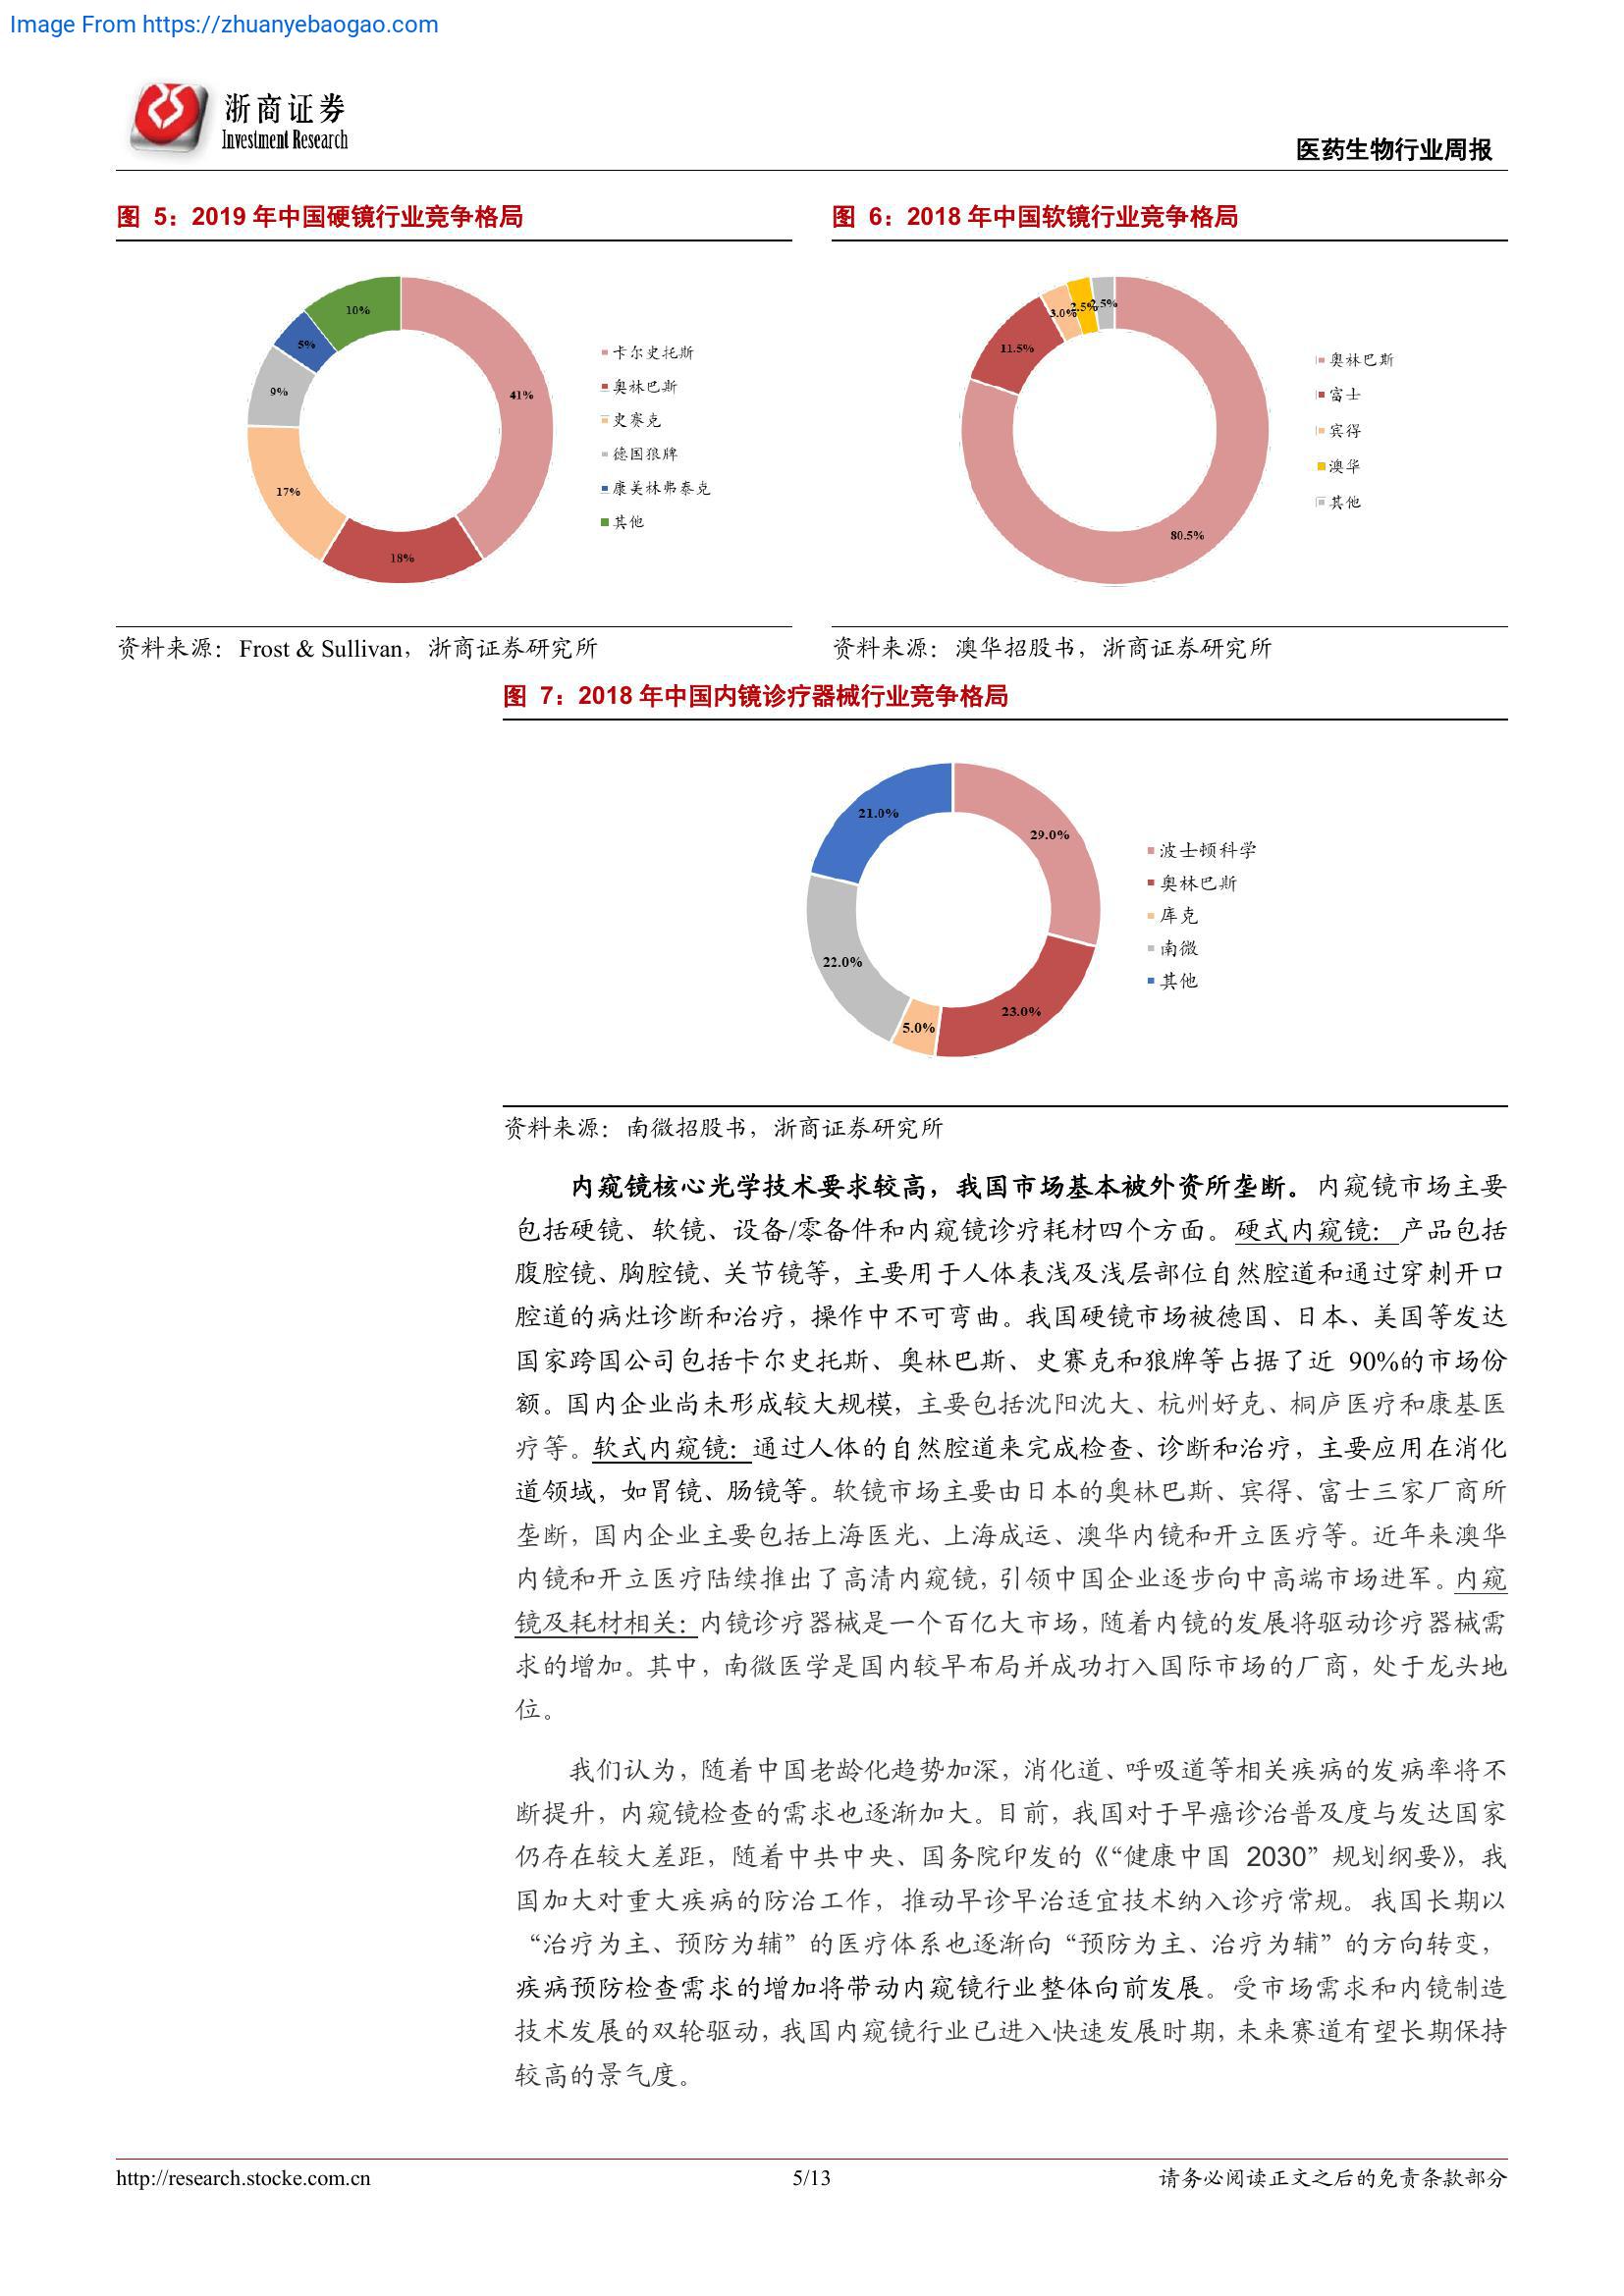 Image From https://zhuanyebaogao.com
浙商证券
Investment Research
医药生物行业周报
图 5：2019 年中国硬镜行业竞争格局
10%
5%
9%
41%
17%
18%
卡尔史托斯
奥林巴斯
史赛克
德国狼牌
康美林弗泰克
其他
资料来源：Frost & Sullivan，浙商证券研究所
图 6：2018 年中国软镜行业竞争格局
2.5%
2.5%
3.0%
11.5%
80.5%
奥林巴斯
富士
宾得
澳华
其他
资料来源：澳华招股书，浙商证券研究所
图 7：2018 年中国内镜诊疗器械行业竞争格局
21.0%
29.0%
22.0%
23.0%
5.0%
波士顿科学
奥林巴斯
库克
南微
其他
资料来源：南微招股书，浙商证券研究所
内窥镜核心光学技术要求较高，我国市场基本被外资所垄断。内窥镜市场主要
包括硬镜、软镜、设备/零备件和内窥镜诊疗耗材四个方面。硬式内窥镜：产品包括
腹腔镜、胸腔镜、关节镜等，主要用于人体表浅及浅层部位自然腔道和通过穿刺开口
腔道的病灶诊断和治疗，操作中不可弯曲。我国硬镜市场被德国、日本、美国等发达
国家跨国公司包括卡尔史托斯、奥林巴斯、史赛克和狼牌等占据了近 90%的市场份
额。国内企业尚未形成较大规模，主要包括沈阳沈大、杭州好克、桐庐医疗和康基医
疗等。软式内窥镜：通过人体的自然腔道来完成检查、诊断和治疗，主要应用在消化
道领域，如胃镜、肠镜等。软镜市场主要由日本的奥林巴斯、宾得、富士三家厂商所
垄断，国内企业主要包括上海医光、上海成运、澳华内镜和开立医疗等。近年来澳华
内镜和开立医疗陆续推出了高清内窥镜，引领中国企业逐步向中高端市场进军。内窥
镜及耗材相关：内镜诊疗器械是一个百亿大市场，随着内镜的发展将驱动诊疗器械需
求的增加。其中，南微医学是国内较早布局并成功打入国际市场的厂商，处于龙头地
位。
我们认为，随着中国老龄化趋势加深，消化道、呼吸道等相关疾病的发病率将不
断提升，内窥镜检查的需求也逐渐加大。目前，我国对于早癌诊治普及度与发达国家
仍存在较大差距，随着中共中央、国务院印发的《“健康中国 2030”规划纲要》，我
国加大对重大疾病的防治工作，推动早诊早治适宜技术纳入诊疗常规。我国长期以
“治疗为主、预防为辅”的医疗体系也逐渐向“预防为主、治疗为辅”的方向转变，
疾病预防检查需求的增加将带动内窥镜行业整体向前发展。受市场需求和内镜制造
技术发展的双轮驱动，我国内窥镜行业已进入快速发展时期，未来赛道有望长期保持
较高的景气度。
http://research.stocke.com.cn
5/13
请务必阅读正文之后的免责条款部分